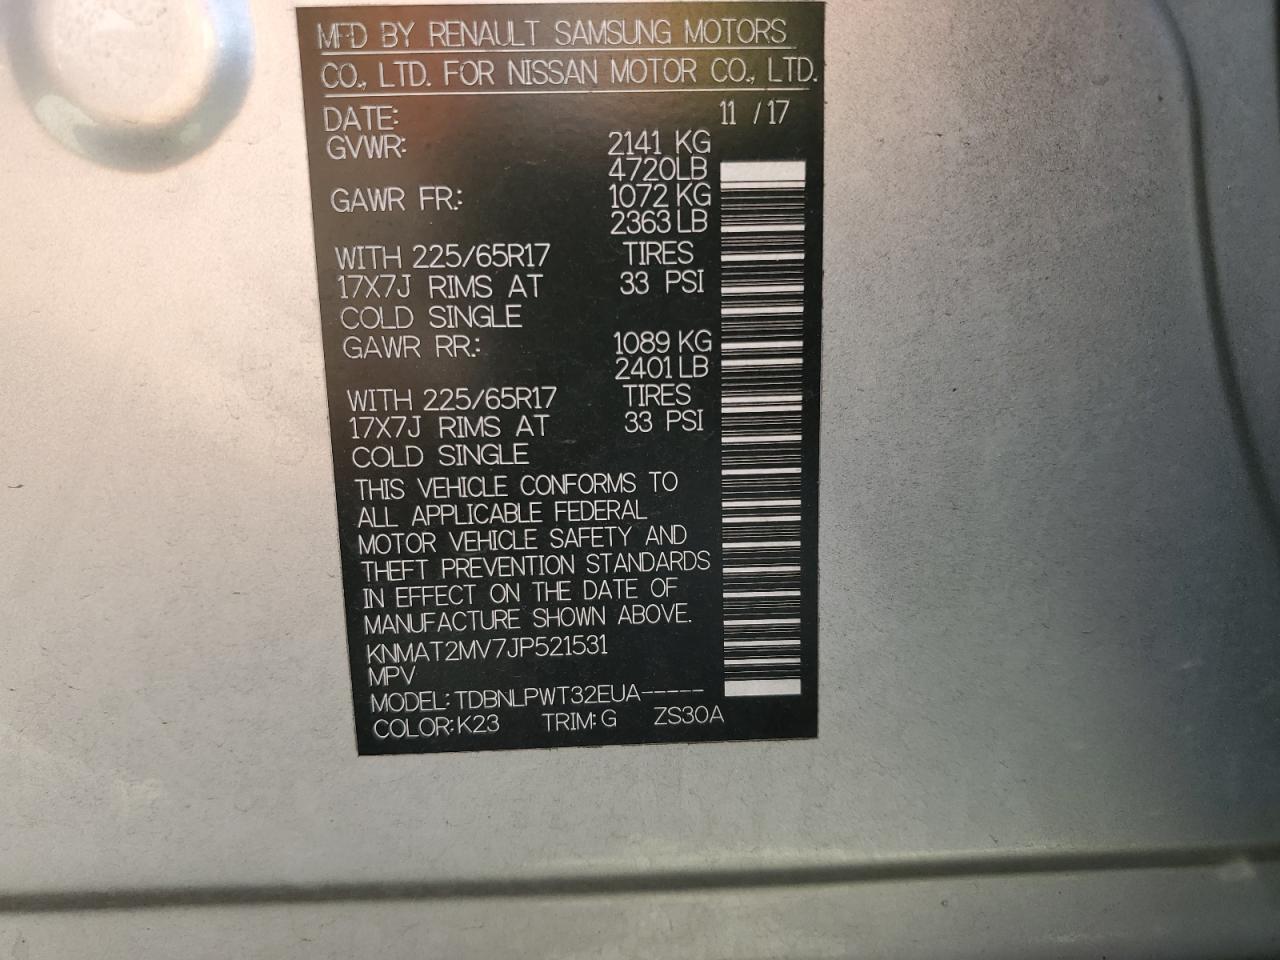 MFD BY RENAULT SAMSUNG MOTORS
CO., LTD. FOR NISSAN MOTOR CO., LTD.
DATE: 11 / 17
GVWR: 2141 KG
4720LB
GAWR FR.: 1072 KG
2363 LB
WITH 225/65R17 TIRES
17X7J RIMS AT 33 PSI
COLD SINGLE
GAWR RR.: 1089 KG
2401 LB
WITH 225/65R17 TIRES
17X7J RIMS AT 33 PSI
COLD SINGLE
THIS VEHICLE CONFORMS TO
ALL APPLICABLE FEDERAL
MOTOR VEHICLE SAFETY AND
THEFT PREVENTION STANDARDS
IN EFFECT ON THE DATE OF
MANUFACTURE SHOWN ABOVE.
KNMAT2MV7JP521531
MPV
MODEL: TDBNLPWT32EUA-----
COLOR: K23 TRIM: G ZS30A